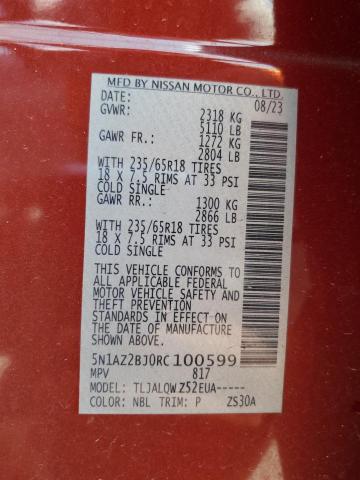 MFD BY NISSAN MOTOR CO., LTD.
DATE: 08/23
GVWR: 2318 KG
5110 LB
GAWR FR.: 1272 KG
2804 LB
WITH 235/65R18 TIRES
18 X 7.5 RIMS AT 33 PSI
COLD SINGLE
GAWR RR.: 1300 KG
2866 LB
WITH 235/65R18 TIRES
18 X 7.5 RIMS AT 33 PSI
COLD SINGLE
THIS VEHICLE CONFORMS TO
ALL APPLICABLE FEDERAL
MOTOR VEHICLE SAFETY AND
THEFT PREVENTION
STANDARDS IN EFFECT ON
THE DATE OF MANUFACTURE
SHOWN ABOVE.
5N1AZ2BJ0RC100599
MPV 817
MODEL: TLJALQWZ52EUA-----
COLOR: NBL TRIM: P ZS30A